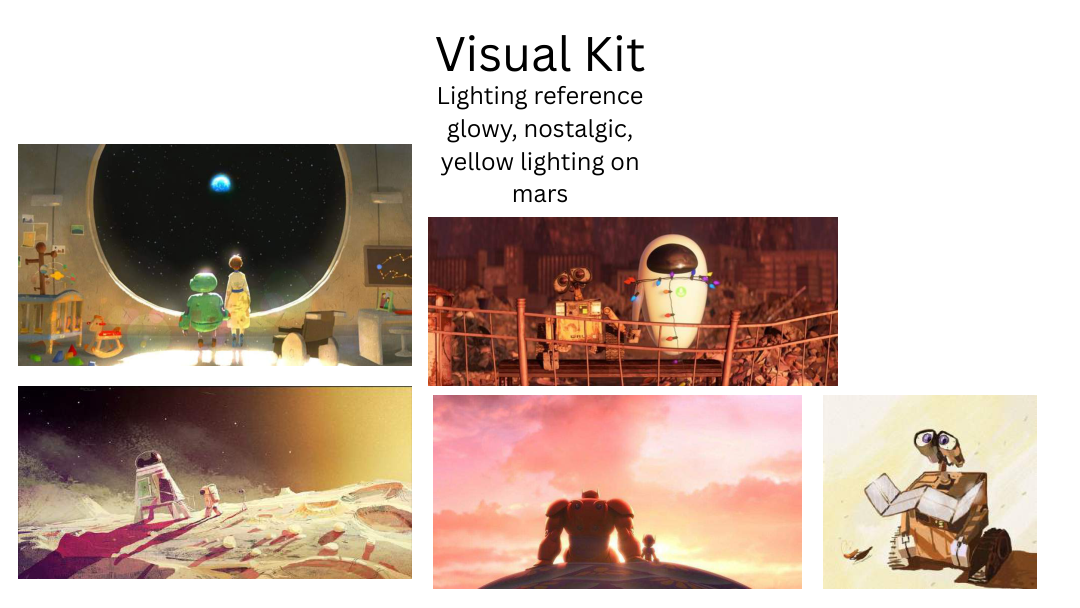 Visual Kit
Lighting reference
glowy, nostalgic,
yellow lighting on
mars